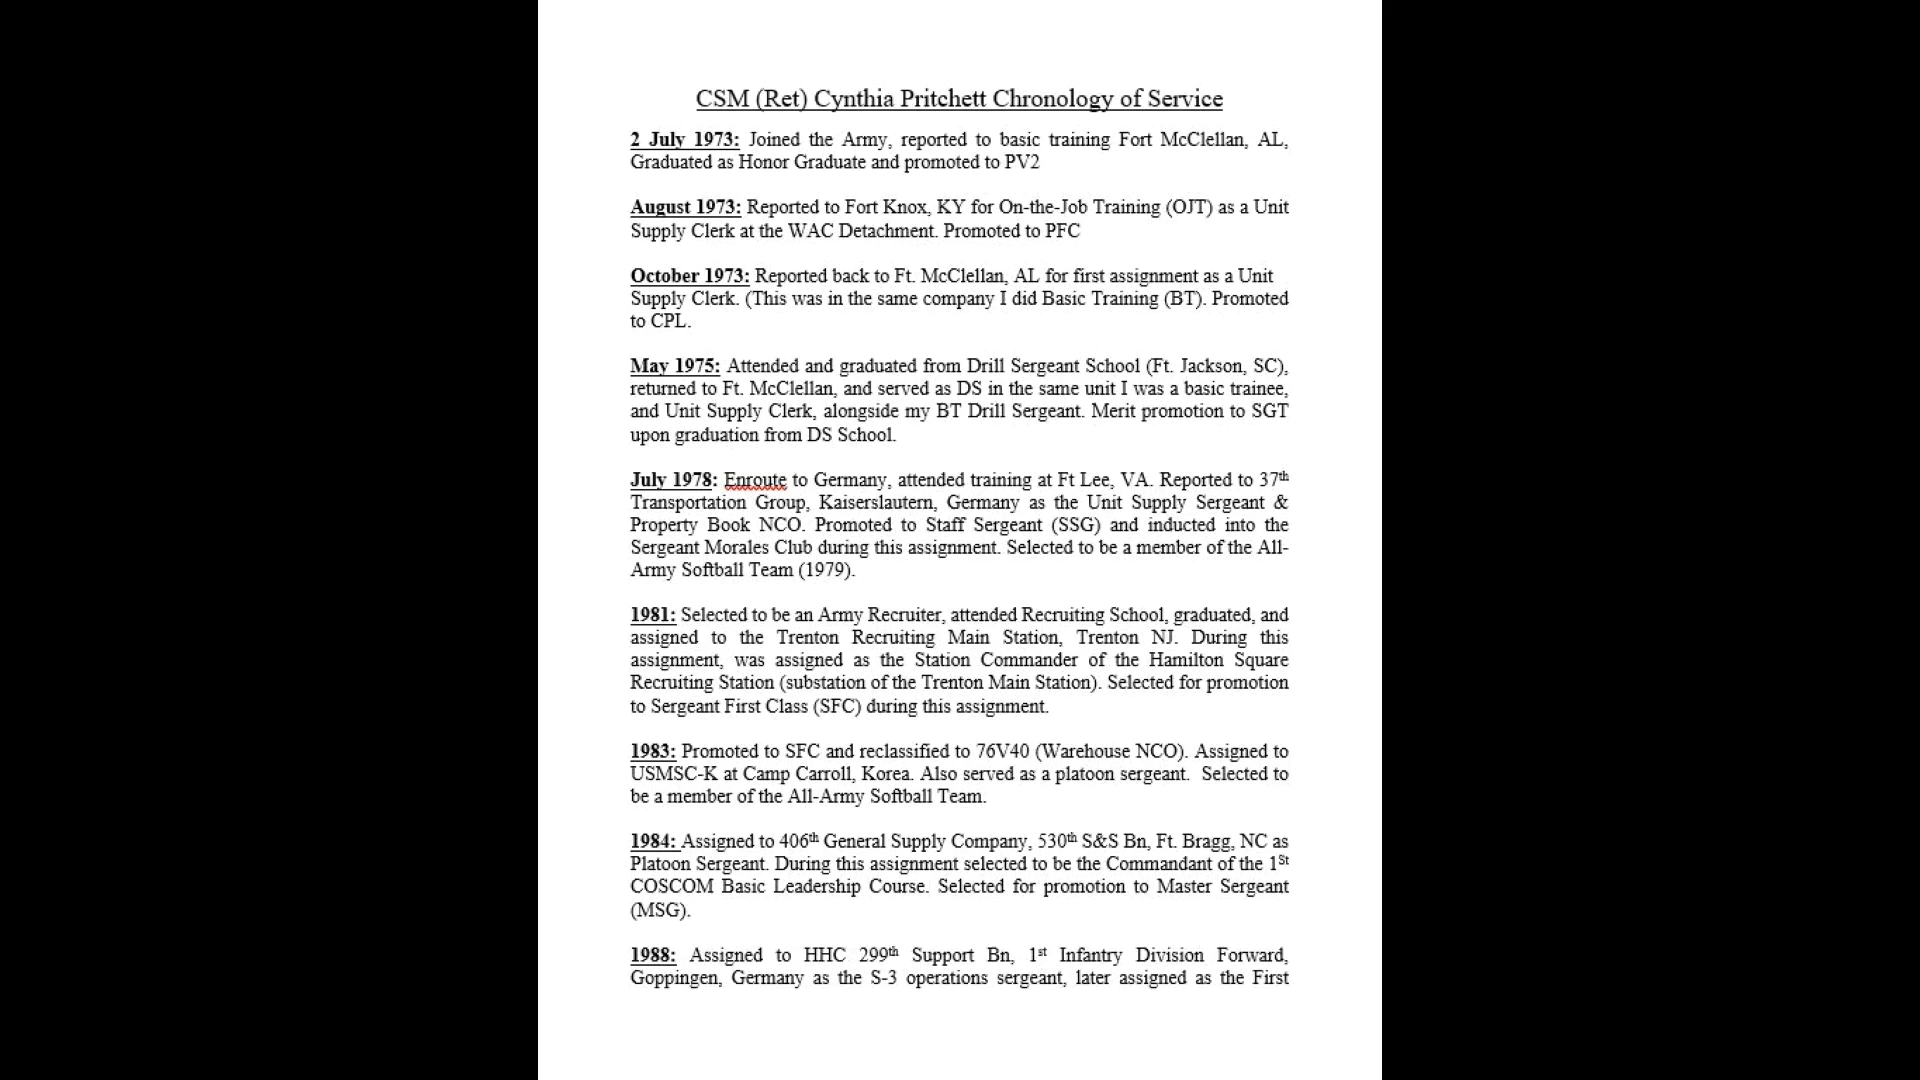 CSM (Ret) Cynthia Pritchett Chronology of Service
2 July 1973: Joined the Army, reported to basic training Fort McClellan, AL,
Graduated as Honor Graduate and promoted to PV2
August 1973: Reported to Fort Knox, KY for On-the-Job Training (OJT) as a Unit
Supply Clerk at the WAC Detachment. Promoted to PFC
October 1973: Reported back to Ft. McClellan, AL for first assignment as a Unit
Supply Clerk. (This was in the same company I did Basic Training (BT). Promoted
to CPL.
May 1975: Attended and graduated from Drill Sergeant School (Ft. Jackson, SC),
returned to Ft. McClellan, and served as DS in the same unit I was a basic trainee,
and Unit Supply Clerk, alongside my BT Drill Sergeant. Merit promotion to SGT
upon graduation from DS School.
July 1978: Enroute to Germany, attended training at Ft Lee, VA. Reported to 37th
Transportation Group, Kaiserslautern, Germany as the Unit Supply Sergeant &
Property Book NCO. Promoted to Staff Sergeant (SSG) and inducted into the
Sergeant Morales Club during this assignment. Selected to be a member of the All-
Army Softball Team (1979).
1981: Selected to be an Army Recruiter, attended Recruiting School, graduated, and
assigned to the Trenton Recruiting Main Station, Trenton NJ. During this
assignment, was assigned as the Station Commander of the Hamilton Square
Recruiting Station (substation of the Trenton Main Station). Selected for promotion
to Sergeant First Class (SFC) during this assignment.
1983: Promoted to SFC and reclassified to 76V40 (Warehouse NCO). Assigned to
USMSC-K at Camp Carroll, Korea. Also served as a platoon sergeant. Selected to
be a member of the All-Army Softball Team.
1984: Assigned to 406th General Supply Company, 530th S&S Bn, Ft. Bragg, NC as
Platoon Sergeant. During this assignment selected to be the Commandant of the 1St
COSCOM Basic Leadership Course. Selected for promotion to Master Sergeant
(MSG).
1988: Assigned to HHC 299th Support Bn, 1st Infantry Division Forward,
Goppingen, Germany as the S-3 operations sergeant, later assigned as the First